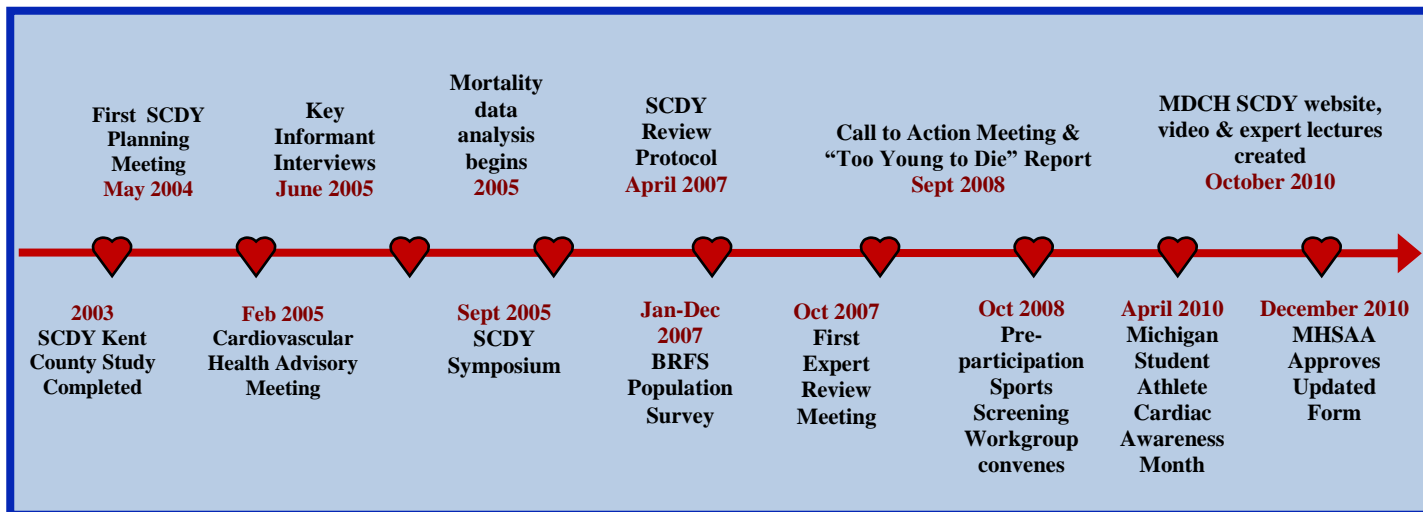 First SCDY
Planning
Meeting
May 2004
Key
Informant
Interviews
June 2005
Mortality
data
analysis
begins
2005
SCDY
Review
Protocol
April 2007
Call to Action Meeting &
“Too Young to Die” Report
Sept 2008
MDCH SCDY website,
video & expert lectures
created
October 2010
2003
SCDY Kent
County Study
Completed
Feb 2005
Cardiovascular
Health Advisory
Meeting
Sept 2005
SCDY
Symposium
Jan-Dec
2007
BRFS
Population
Survey
Oct 2007
First
Expert
Review
Meeting
Oct 2008
Pre-
participation
Sports
Screening
Workgroup
convenes
April 2010
Michigan
Student
Athlete
Cardiac
Awareness
Month
December 2010
MHSAA
Approves
Updated
Form